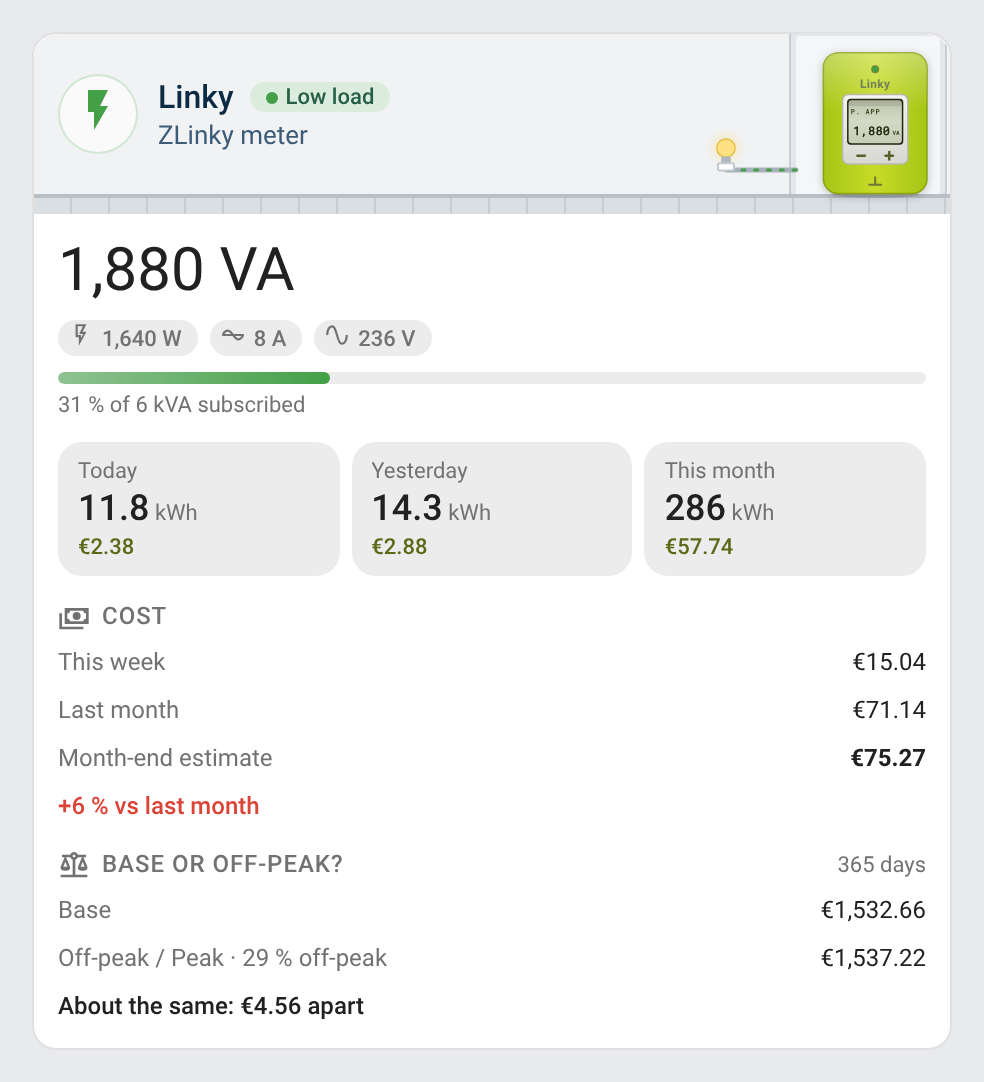 Linky
Low load
ZLinky meter
Linky
P. APP
1,880 VA
1,880 VA
1,640 W
8 A
236 V
31 % of 6 kVA subscribed
Today
11.8 kWh
€2.38
Yesterday
14.3 kWh
€2.88
This month
286 kWh
€57.74
COST
This week €15.04
Last month €71.14
Month-end estimate €75.27
+6 % vs last month
BASE OR OFF-PEAK? 365 days
Base €1,532.66
Off-peak / Peak · 29 % off-peak €1,537.22
About the same: €4.56 apart